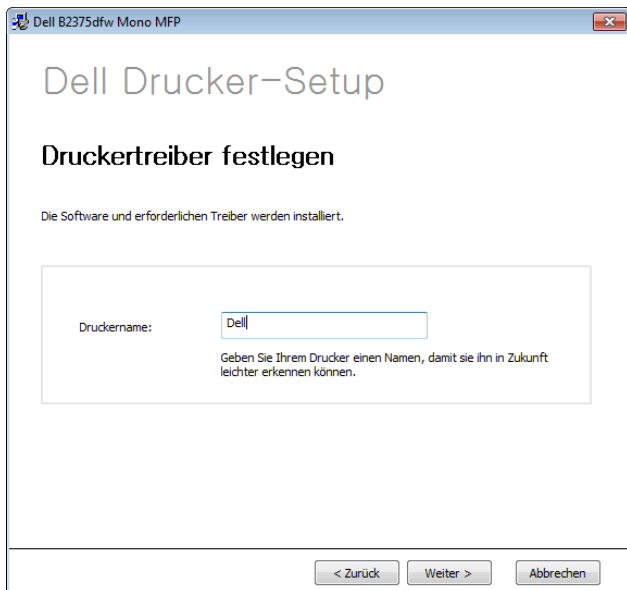 Dell B2375dfw Mono MFP
Dell Drucker-Setup
Druckertreiber festlegen
Die Software und erforderlichen Treiber werden installiert.
Druckername:
Dell
Geben Sie Ihrem Drucker einen Namen, damit sie ihn in Zukunft
leichter erkennen können.
< Zurück
Weiter >
Abbrechen